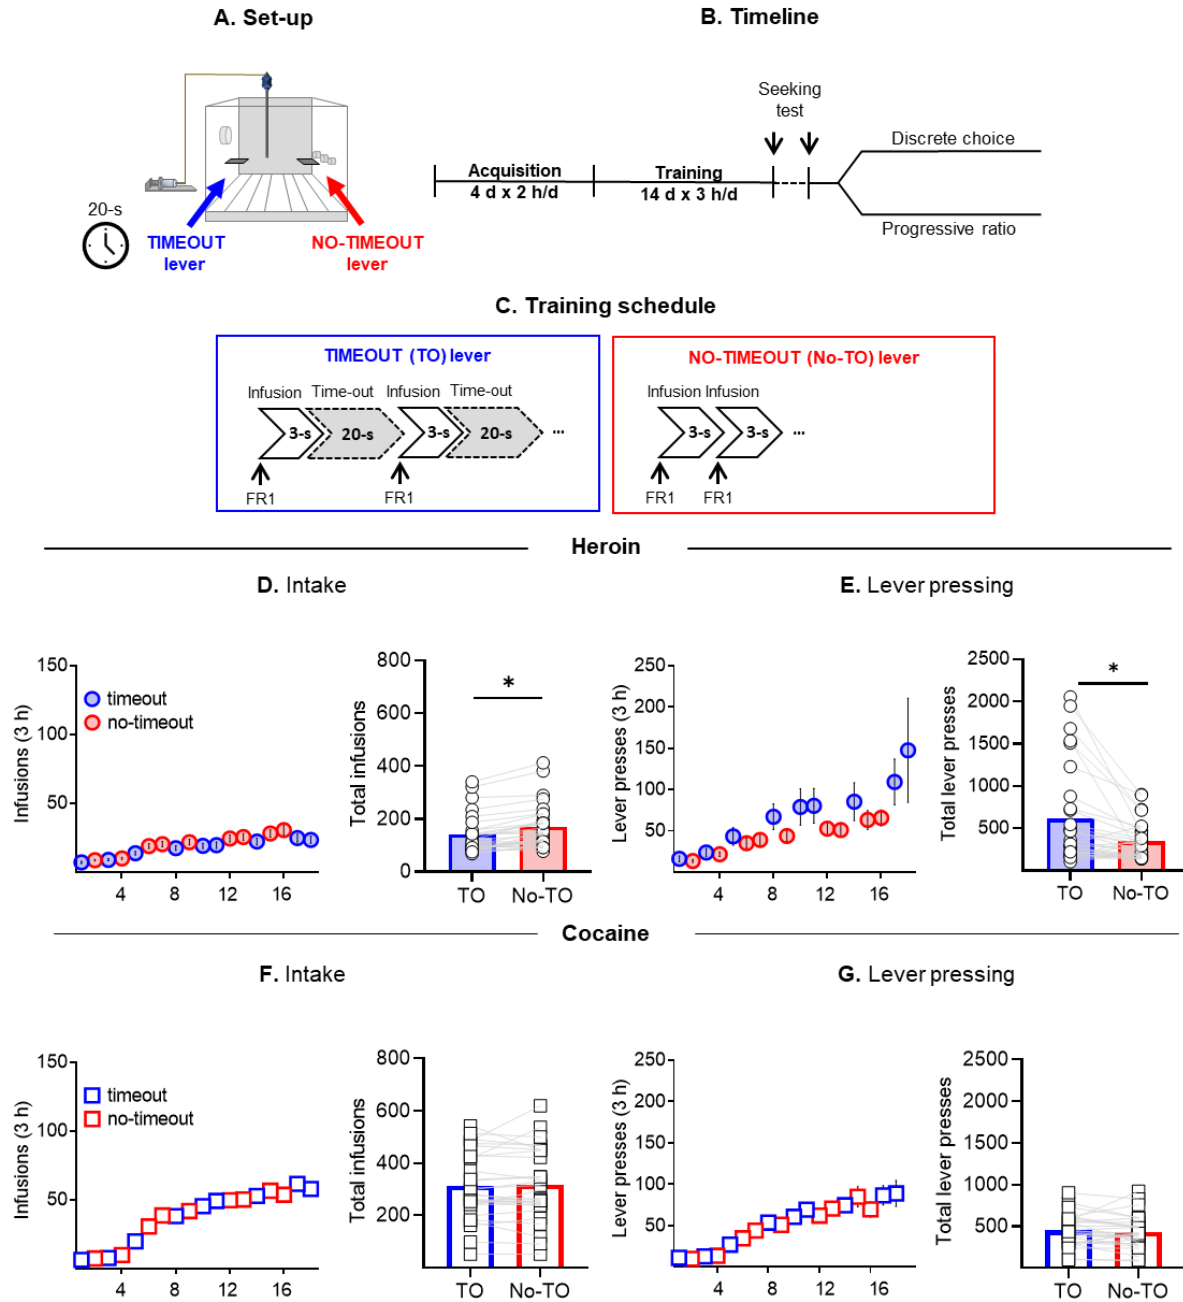 A. Set-up
B. Timeline
20-s
TIMEOUT
lever
NO-TIMEOUT
lever
Seeking
test
Acquisition
4 d x 2 h/d
Training
14 d x 3 h/d
Discrete choice
Progressive ratio
C. Training schedule
TIMEOUT (TO) lever
Infusion Time-out Infusion Time-out
3-s 20-s 3-s 20-s ...
FR1 FR1
NO-TIMEOUT (No-TO) lever
Infusion Infusion
3-s 3-s ...
FR1 FR1
Heroin
D. Intake
E. Lever pressing
Infusions (3 h)
150
100
50
4 8 12 16
timeout
no-timeout
Total infusions
800
600
400
200
0
*
TO No-TO
Lever presses (3 h)
250
200
150
100
50
4 8 12 16
Total lever presses
2500
2000
1500
1000
500
*
TO No-TO
Cocaine
F. Intake
G. Lever pressing
Infusions (3 h)
150
100
50
4 8 12 16
timeout
no-timeout
Total infusions
800
600
400
200
TO No-TO
Lever presses (3 h)
250
200
150
100
50
4 8 12 16
Total lever presses
2500
2000
1500
1000
500
TO No-TO